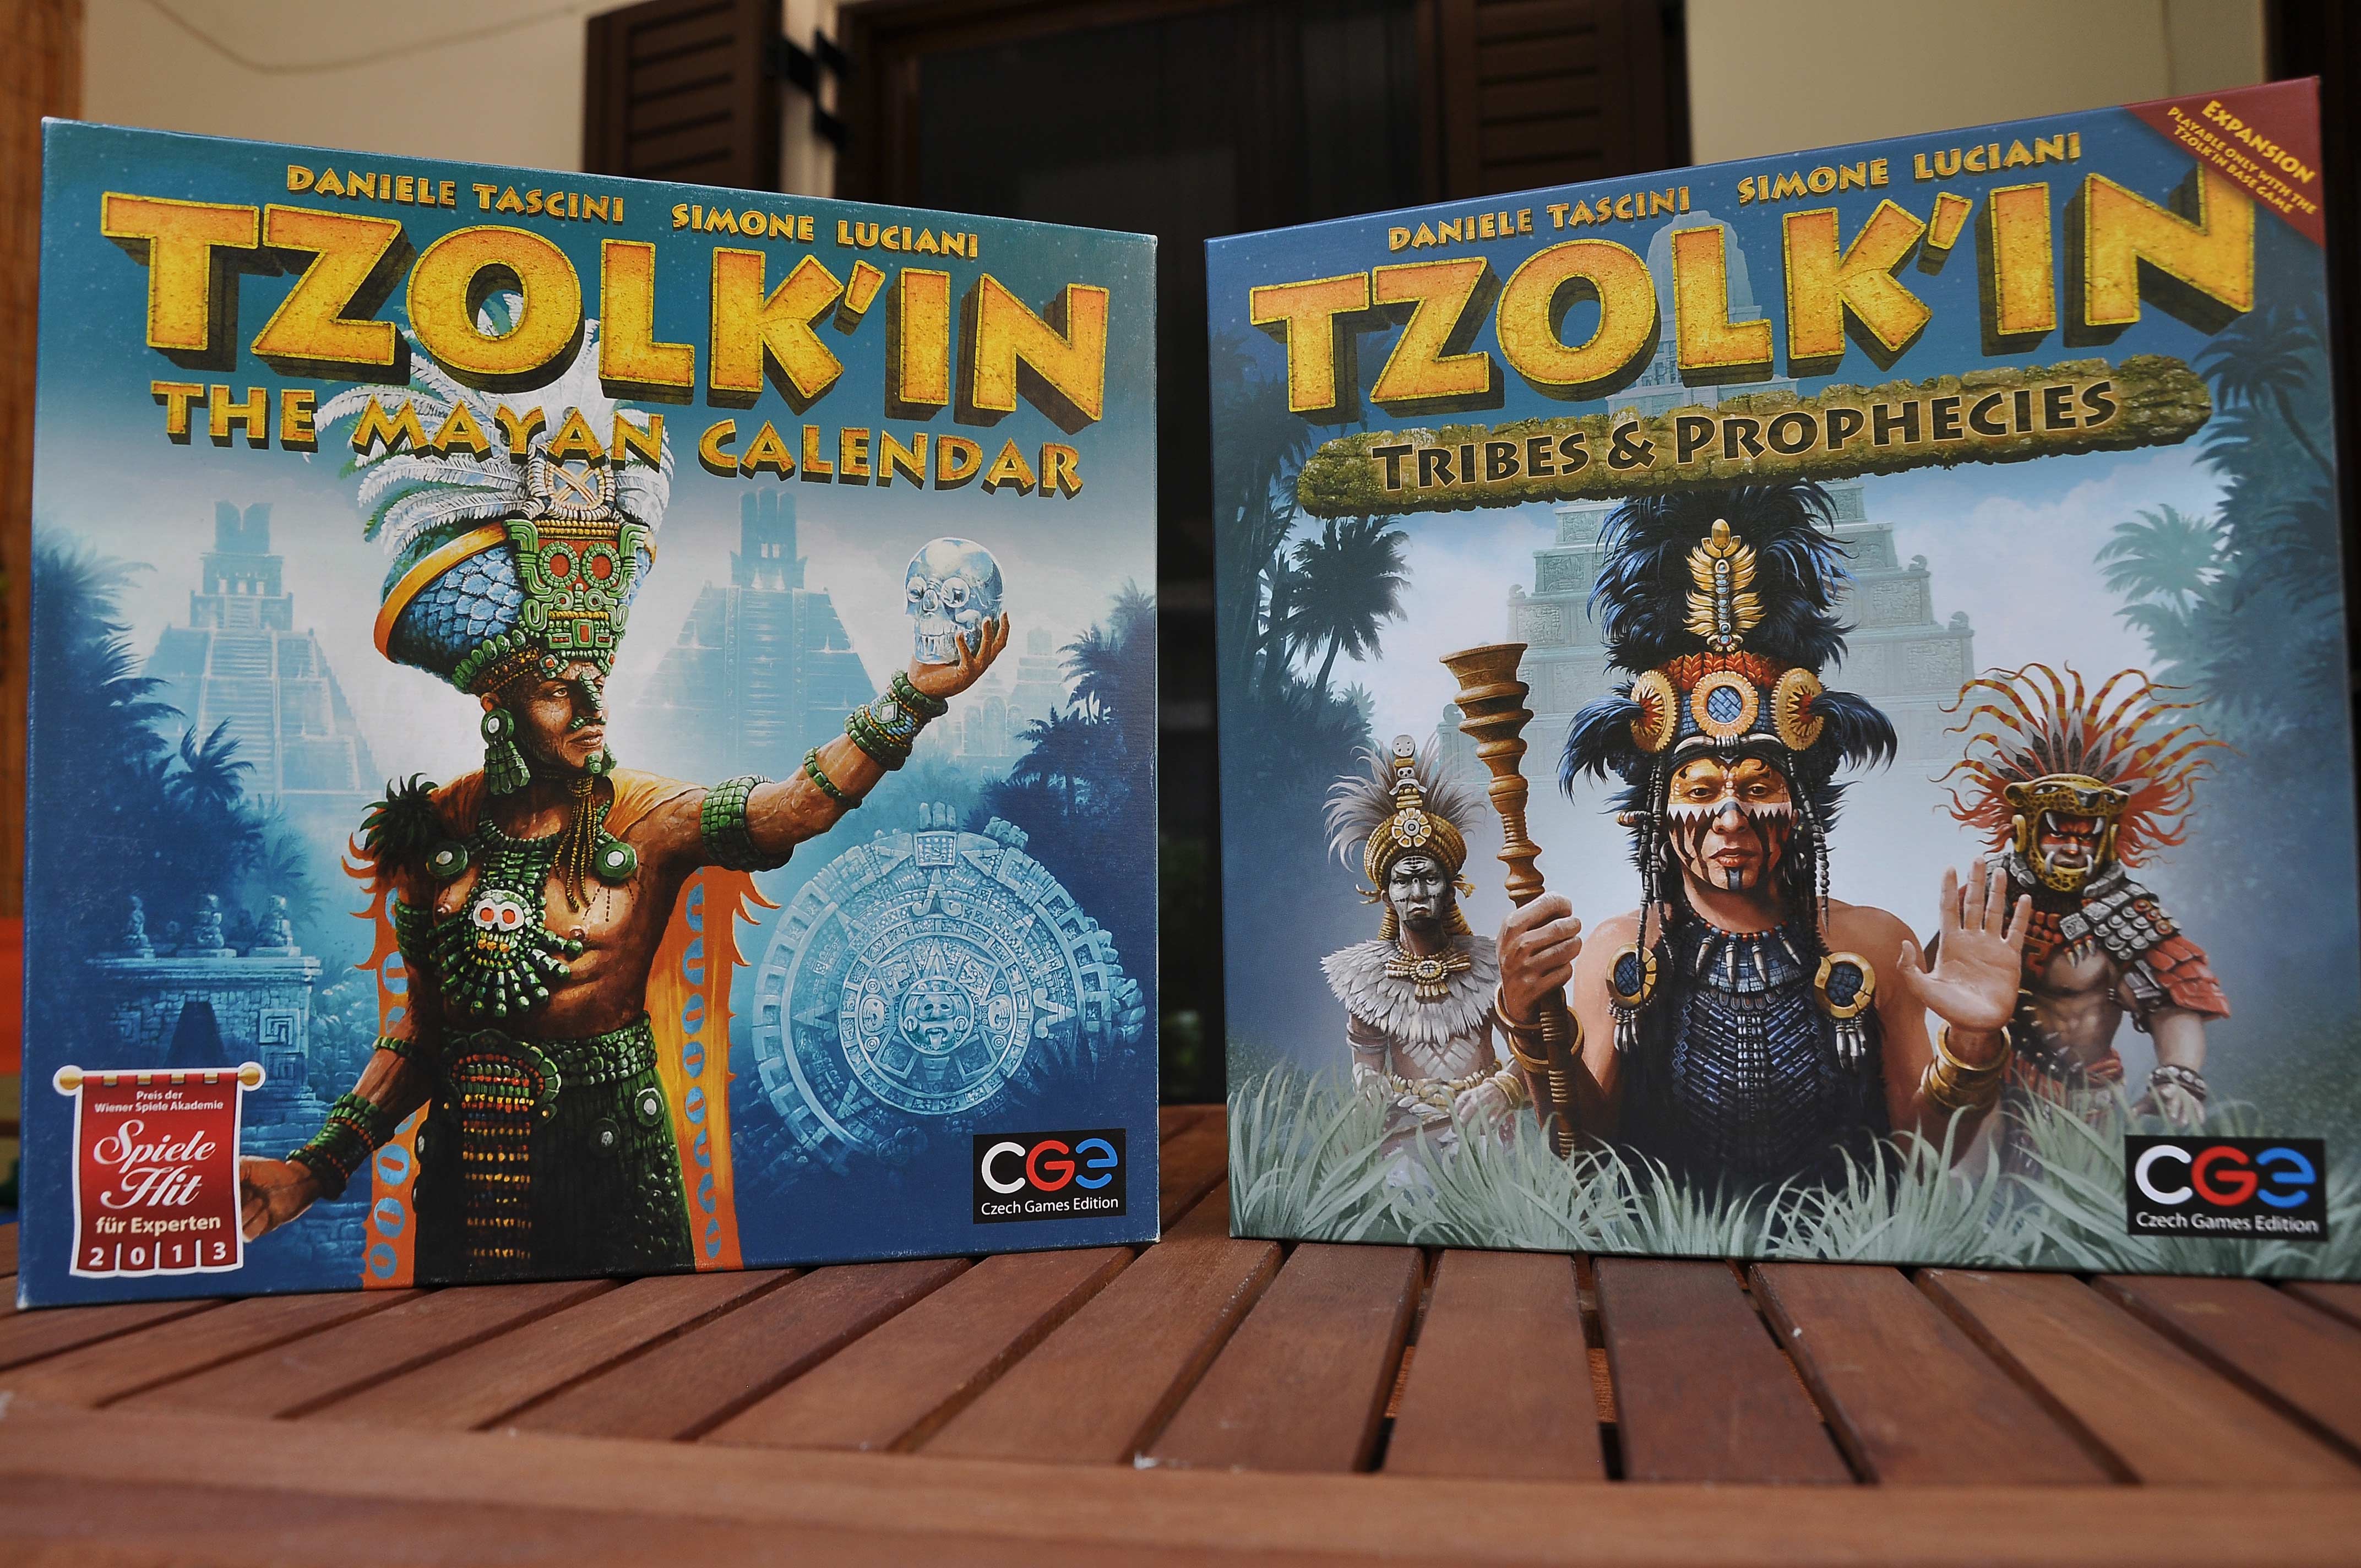 DANIELE TASCINI SIMONE LUCIANI
TZOLK'IN
THE MAYAN CALENDAR
Preis der
Wiener Spiele Akademie
Spiele
Hit
für Experten
2013
CGE
Czech Games Edition
EXPANSION
PLAYABLE ONLY WITH THE
TZOLK'IN BASE GAME
DANIELE TASCINI SIMONE LUCIANI
TZOLK'IN
TRIBES & PROPHECIES
CGE
Czech Games Edition